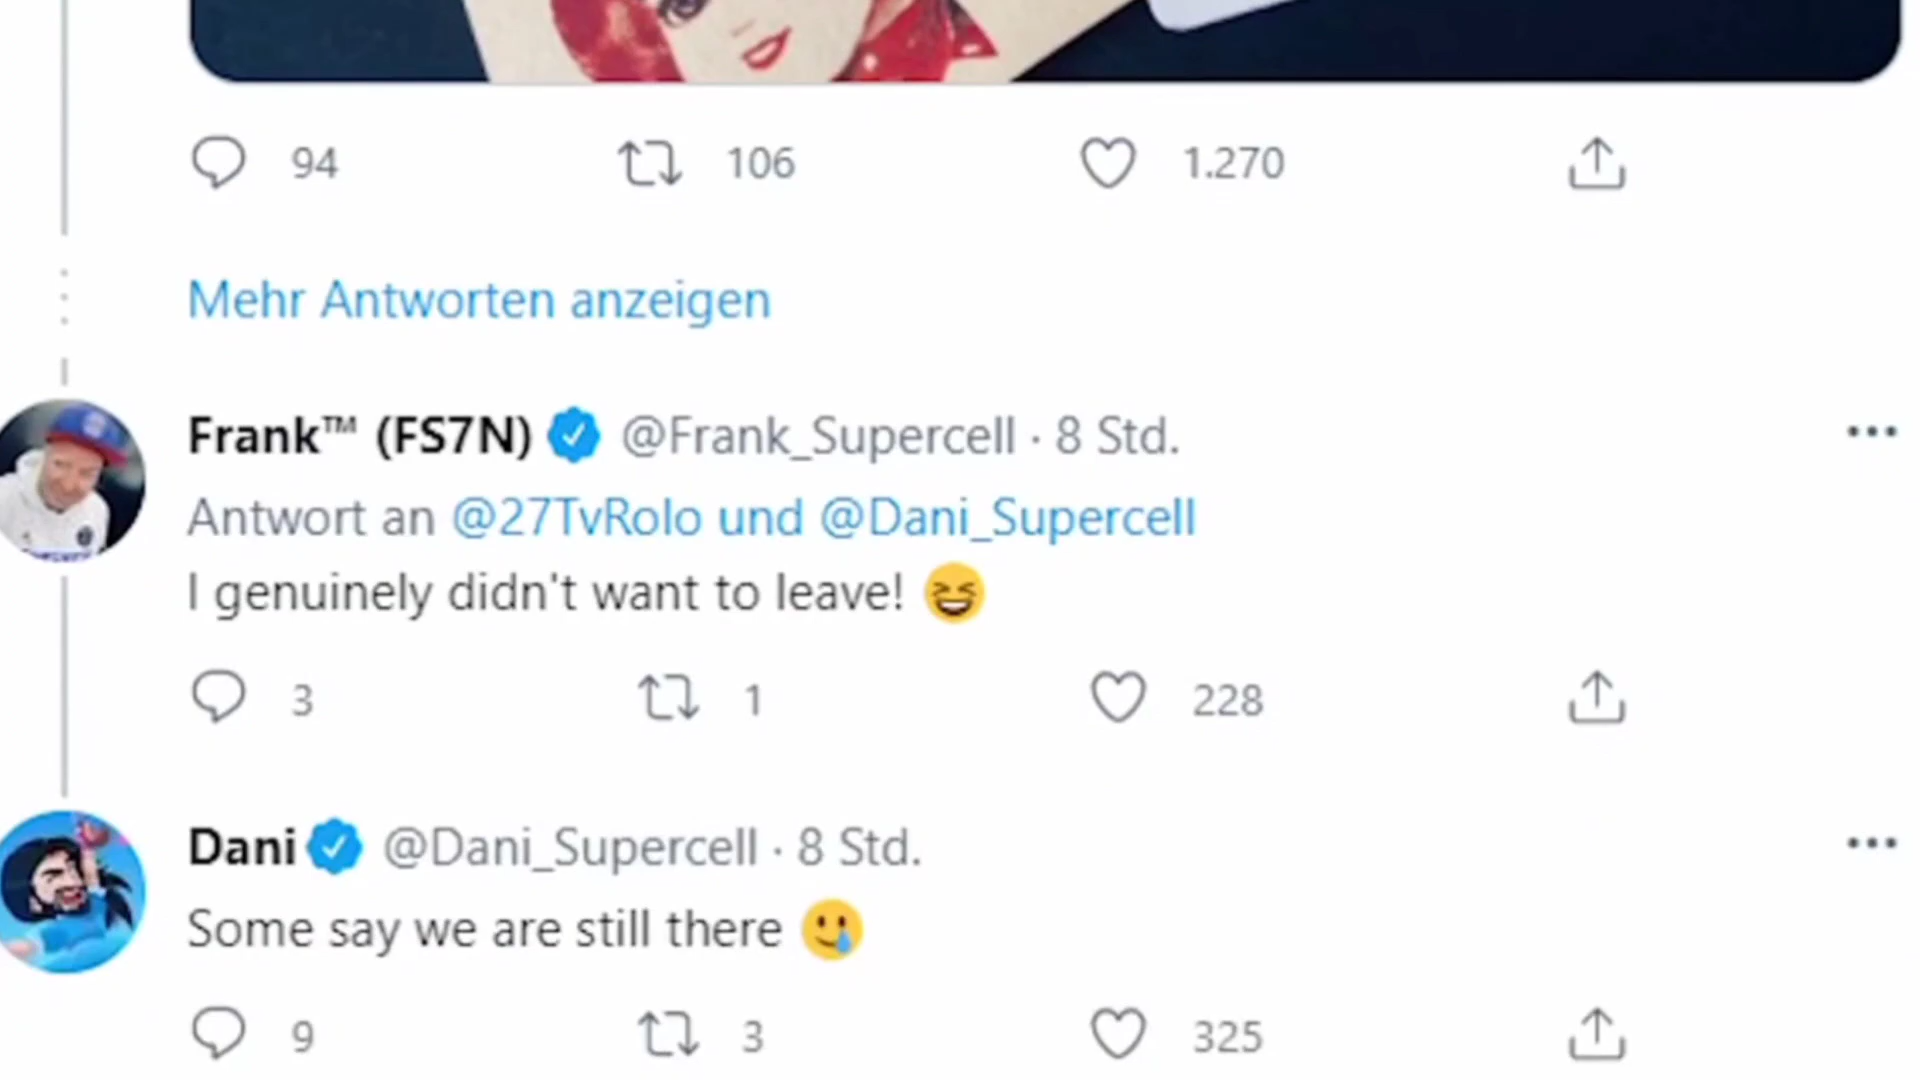 94 106 1.270
Mehr Antworten anzeigen
Frank™ (FS7N) @Frank_Supercell · 8 Std.
Antwort an @27TvRolo und @Dani_Supercell
I genuinely didn't want to leave! 😆
3 1 228
Dani @Dani_Supercell · 8 Std.
Some say we are still there 🥲
9 3 325